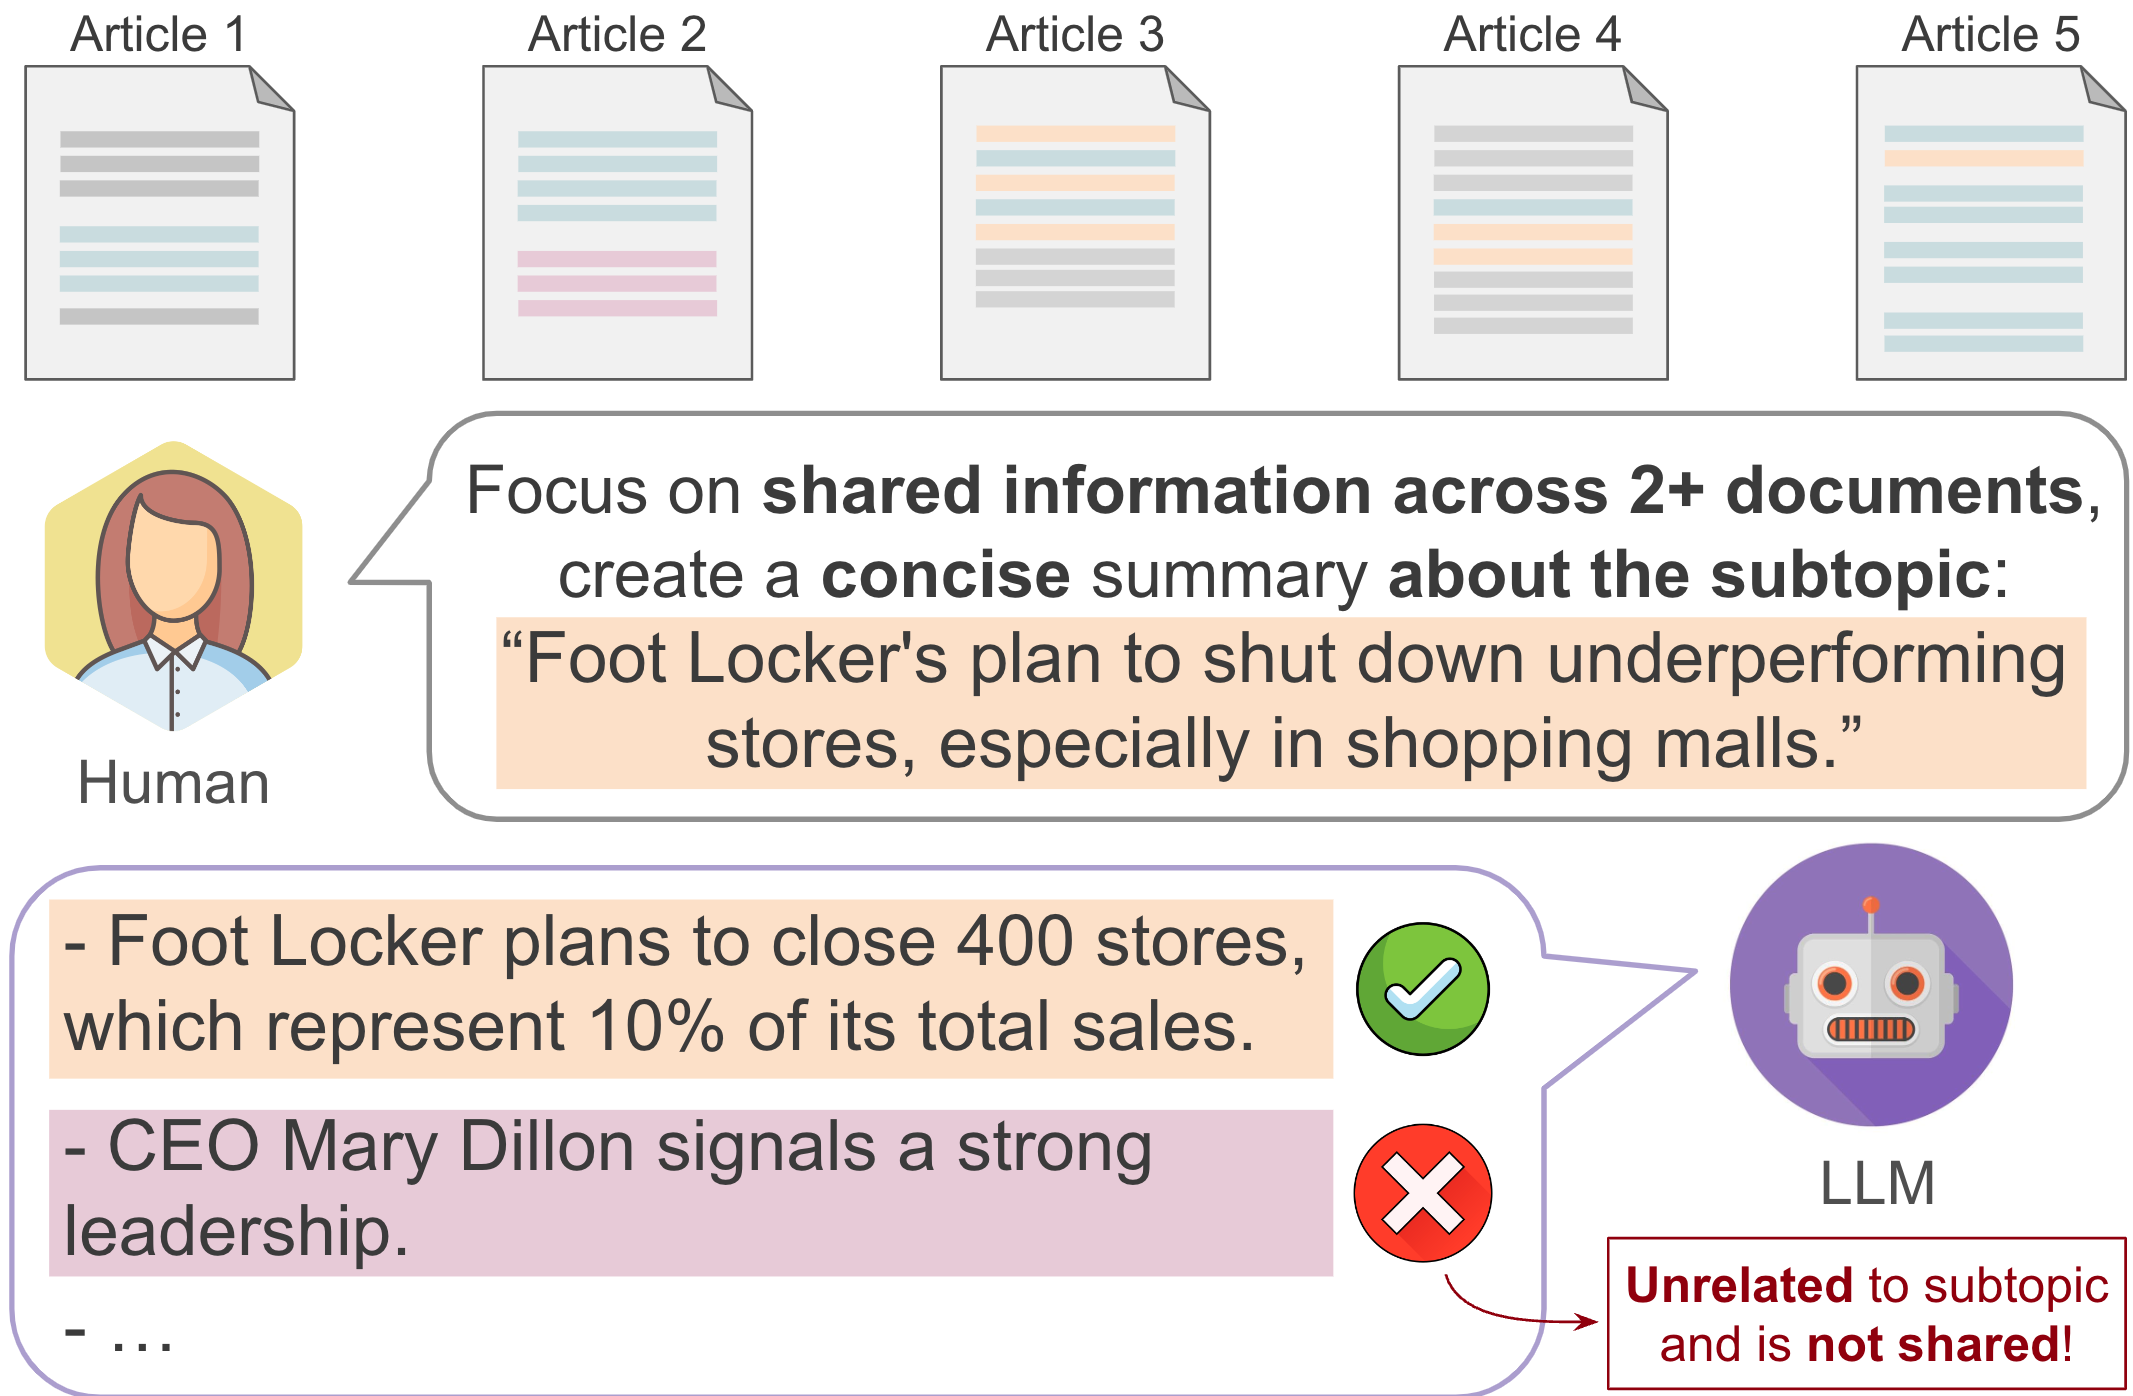 Article 1
Article 2
Article 3
Article 4
Article 5
Focus on shared information across 2+ documents,
create a concise summary about the subtopic:
“Foot Locker's plan to shut down underperforming
stores, especially in shopping malls.”
Human
- Foot Locker plans to close 400 stores,
which represent 10% of its total sales.
- CEO Mary Dillon signals a strong
leadership.
- …
LLM
Unrelated to subtopic
and is not shared!